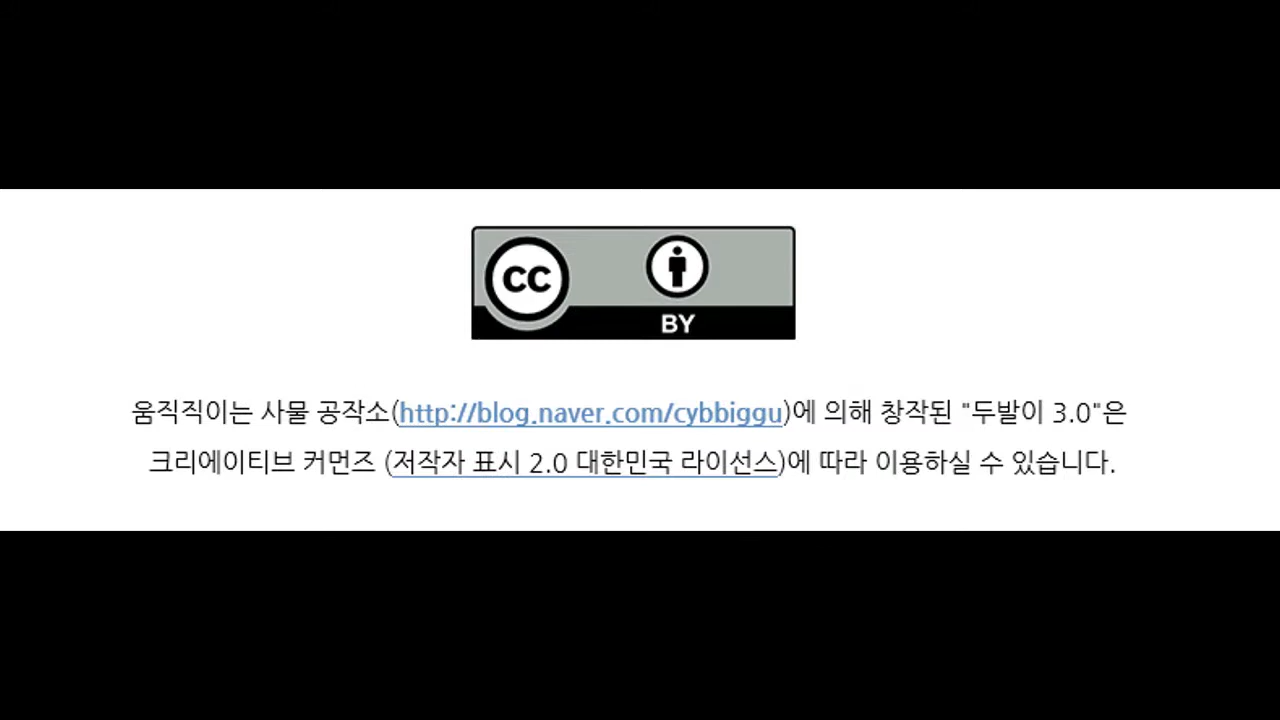 cc
BY
움직직이는 사물 공작소(http://blog.naver.com/cybbiggu)에 의해 창작된 "두발이 3.0"은
크리에이티브 커먼즈 (저작자 표시 2.0 대한민국 라이선스)에 따라 이용하실 수 있습니다.